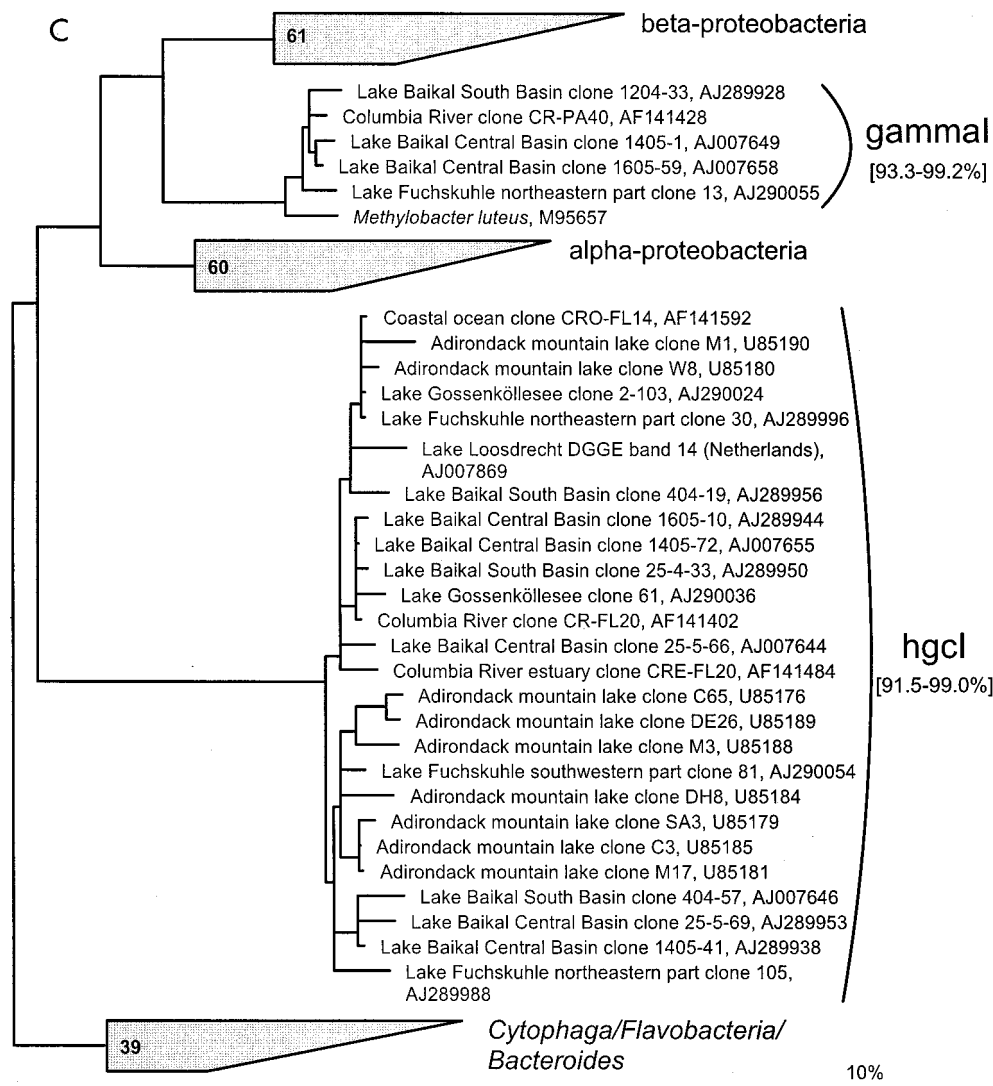 C
61
beta-proteobacteria
Lake Baikal South Basin clone 1204-33, AJ289928
Columbia River clone CR-PA40, AF141428
Lake Baikal Central Basin clone 1405-1, AJ007649
Lake Baikal Central Basin clone 1605-59, AJ007658
Lake Fuchskuhle northeastern part clone 13, AJ290055
Methylobacter luteus, M95657
gammaI
[93.3-99.2%]
60
alpha-proteobacteria
Coastal ocean clone CRO-FL14, AF141592
Adirondack mountain lake clone M1, U85190
Adirondack mountain lake clone W8, U85180
Lake Gossenköllesee clone 2-103, AJ290024
Lake Fuchskuhle northeastern part clone 30, AJ289996
Lake Loosdrecht DGGE band 14 (Netherlands),
AJ007869
Lake Baikal South Basin clone 404-19, AJ289956
Lake Baikal Central Basin clone 1605-10, AJ289944
Lake Baikal Central Basin clone 1405-72, AJ007655
Lake Baikal South Basin clone 25-4-33, AJ289950
Lake Gossenköllesee clone 61, AJ290036
Columbia River clone CR-FL20, AF141402
Lake Baikal Central Basin clone 25-5-66, AJ007644
Columbia River estuary clone CRE-FL20, AF141484
Adirondack mountain lake clone C65, U85176
Adirondack mountain lake clone DE26, U85189
Adirondack mountain lake clone M3, U85188
Lake Fuchskuhle southwestern part clone 81, AJ290054
Adirondack mountain lake clone DH8, U85184
Adirondack mountain lake clone SA3, U85179
Adirondack mountain lake clone C3, U85185
Adirondack mountain lake clone M17, U85181
Lake Baikal South Basin clone 404-57, AJ007646
Lake Baikal Central Basin clone 25-5-69, AJ289953
Lake Baikal Central Basin clone 1405-41, AJ289938
Lake Fuchskuhle northeastern part clone 105,
AJ289988
hgcI
[91.5-99.0%]
39
Cytophaga/Flavobacteria/
Bacteroides
10%